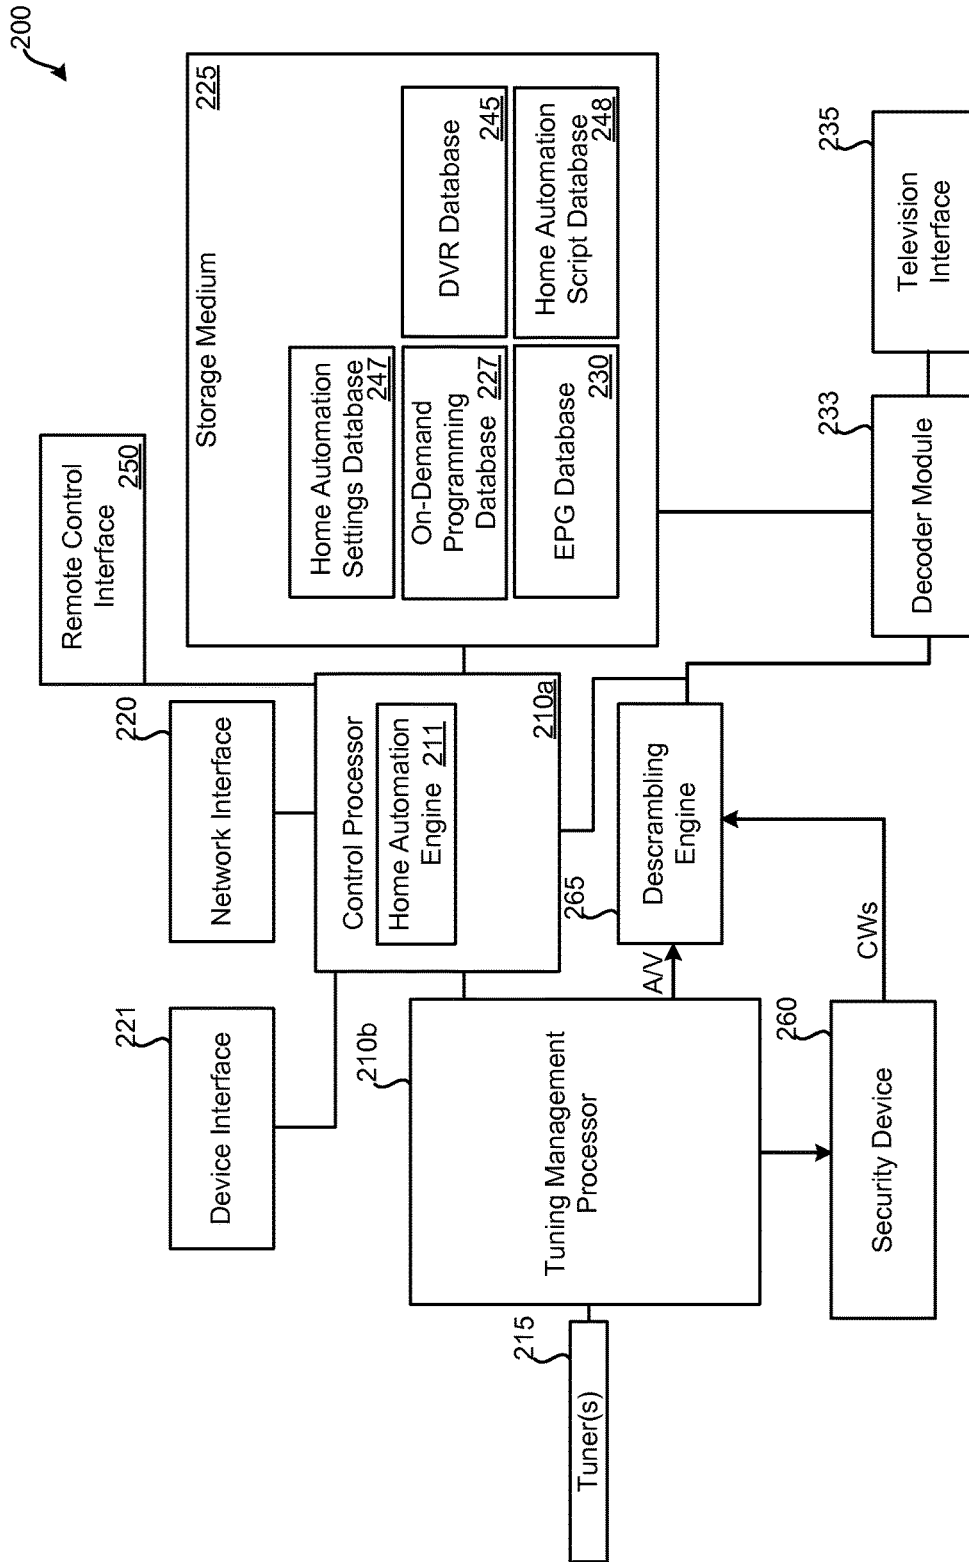 200
Remote Control
Interface
250
Storage Medium
225
Home Automation
Settings Database
247
On-Demand
Programming
Database
227
DVR Database
245
EPG Database
230
Home Automation
Script Database
248
220
Network Interface
221
Device Interface
Control Processor
Home Automation
Engine 211
210a
210b
Tuning Management
Processor
215
Tuner(s)
A/V
265
Descrambling
Engine
CWs
260
Security Device
233
Decoder Module
235
Television
Interface